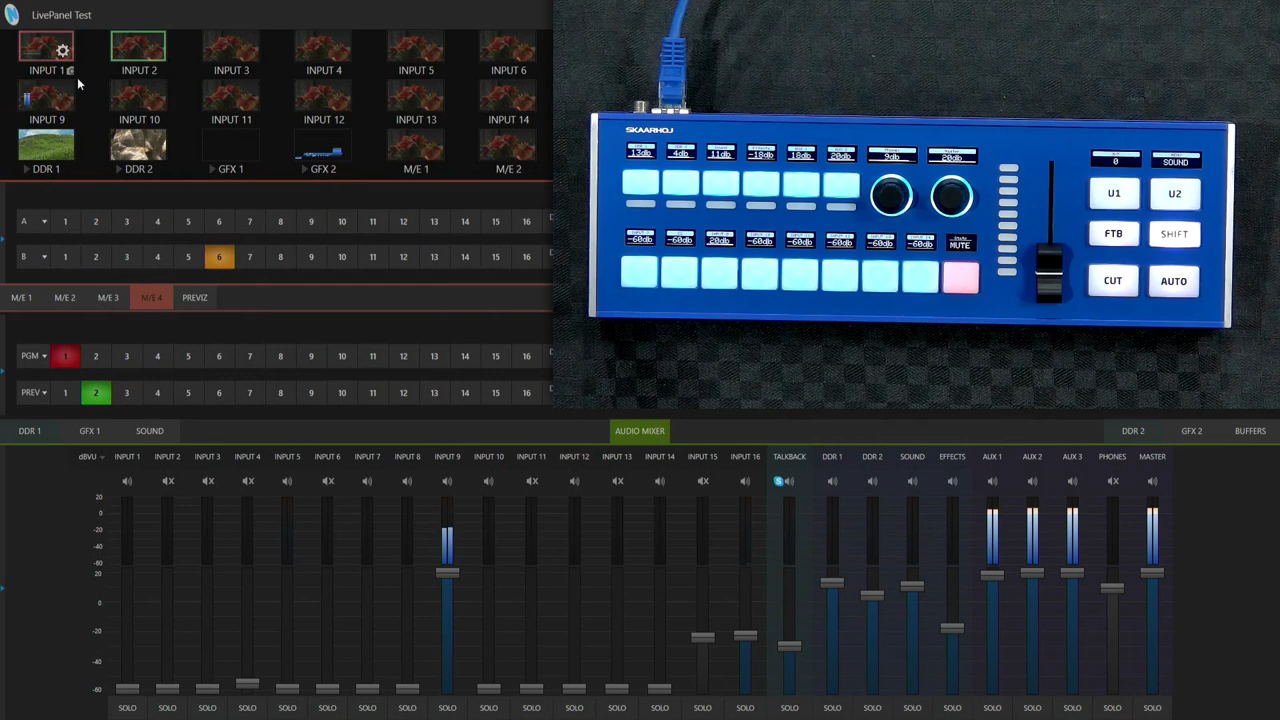 LivePanel Test
INPUT 1 INPUT 2 INPUT 3 INPUT 4 INPUT 5 INPUT 6
INPUT 9 INPUT 10 INPUT 11 INPUT 12 INPUT 13 INPUT 14
DDR 1 DDR 2 GFX 1 GFX 2 M/E 1 M/E 2
A 1 2 3 4 5 6 7 8 9 10 11 12 13 14 15 16 D
B 1 2 3 4 5 6 7 8 9 10 11 12 13 14 15 16 D
M/E 1 M/E 2 M/E 3 M/E 4 PREVIZ
PGM 1 2 3 4 5 6 7 8 9 10 11 12 13 14 15 16 D
PREV 1 2 3 4 5 6 7 8 9 10 11 12 13 14 15 16 D
SKAARHOJ
13db 4db 11db -18db 18db 20db 9db 20db 0 SOUND
U1 U2
-60db -60db 20db -60db -60db -60db -60db -60db MUTE
FTB SHIFT
CUT AUTO
DDR 1 GFX 1 SOUND AUDIO MIXER DDR 2 GFX 2 BUFFERS
dBVU INPUT 1 INPUT 2 INPUT 3 INPUT 4 INPUT 5 INPUT 6 INPUT 7 INPUT 8 INPUT 9 INPUT 10 INPUT 11 INPUT 12 INPUT 13 INPUT 14 INPUT 15 INPUT 16 TALKBACK DDR 1 DDR 2 SOUND EFFECTS AUX 1 AUX 2 AUX 3 PHONES MASTER
20
0
-20
-40
-60
20
0
-20
-40
-60
SOLO SOLO SOLO SOLO SOLO SOLO SOLO SOLO SOLO SOLO SOLO SOLO SOLO SOLO SOLO SOLO SOLO SOLO SOLO SOLO SOLO SOLO SOLO SOLO SOLO SOLO